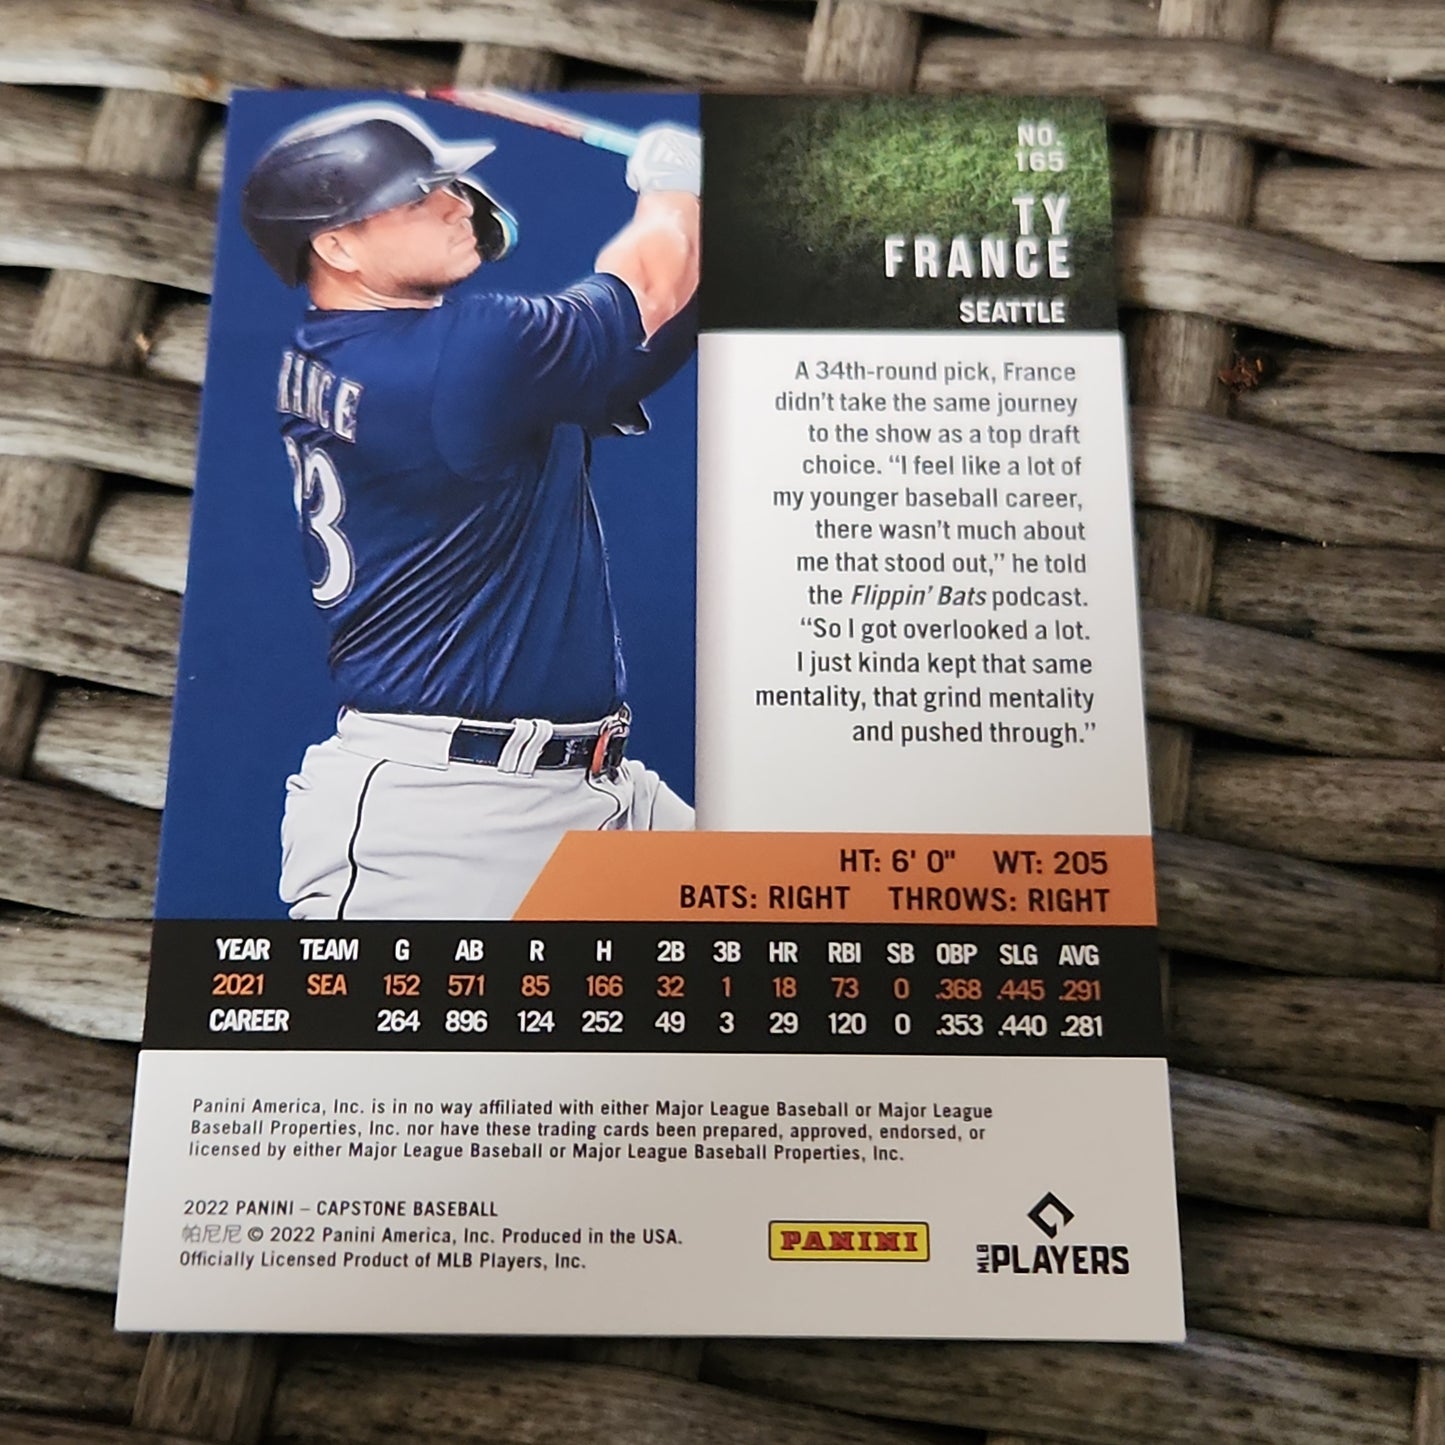 NO.
165
TY
FRANCE
SEATTLE
RANCE
23
A 34th-round pick, France
didn't take the same journey
to the show as a top draft
choice. “I feel like a lot of
my younger baseball career,
there wasn't much about
me that stood out,” he told
the Flippin' Bats podcast.
“So I got overlooked a lot.
I just kinda kept that same
mentality, that grind mentality
and pushed through.”
HT: 6' 0" WT: 205
BATS: RIGHT THROWS: RIGHT
YEAR TEAM G AB R H 2B 3B HR RBI SB OBP SLG AVG
2021 SEA 152 571 85 166 32 1 18 73 0 .368 .445 .291
CAREER 264 896 124 252 49 3 29 120 0 .353 .440 .281
Panini America, Inc. is in no way affiliated with either Major League Baseball or Major League
Baseball Properties, Inc. nor have these trading cards been prepared, approved, endorsed, or
licensed by either Major League Baseball or Major League Baseball Properties, Inc.
2022 PANINI – CAPSTONE BASEBALL
帕尼尼 © 2022 Panini America, Inc. Produced in the USA.
Officially Licensed Product of MLB Players, Inc.
PANINI
MLB PLAYERS